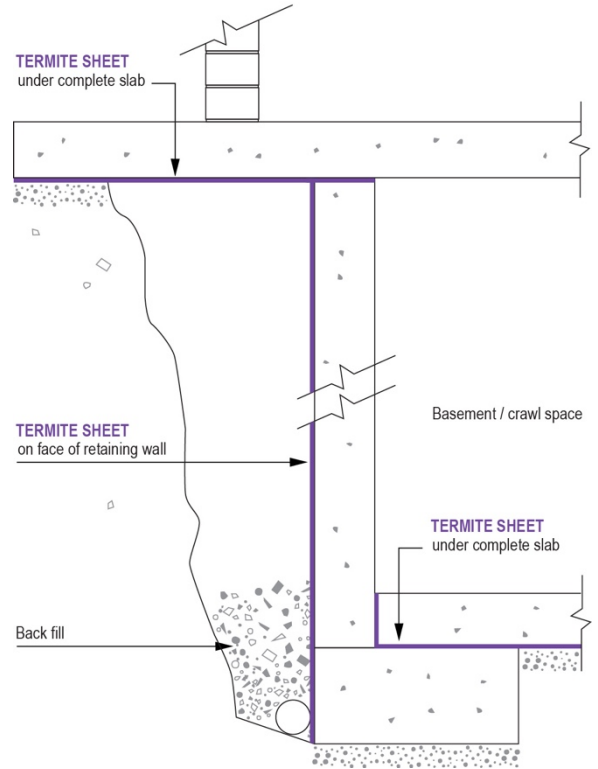 TERMITE SHEET
under complete slab
TERMITE SHEET
on face of retaining wall
Basement / crawl space
TERMITE SHEET
under complete slab
Back fill